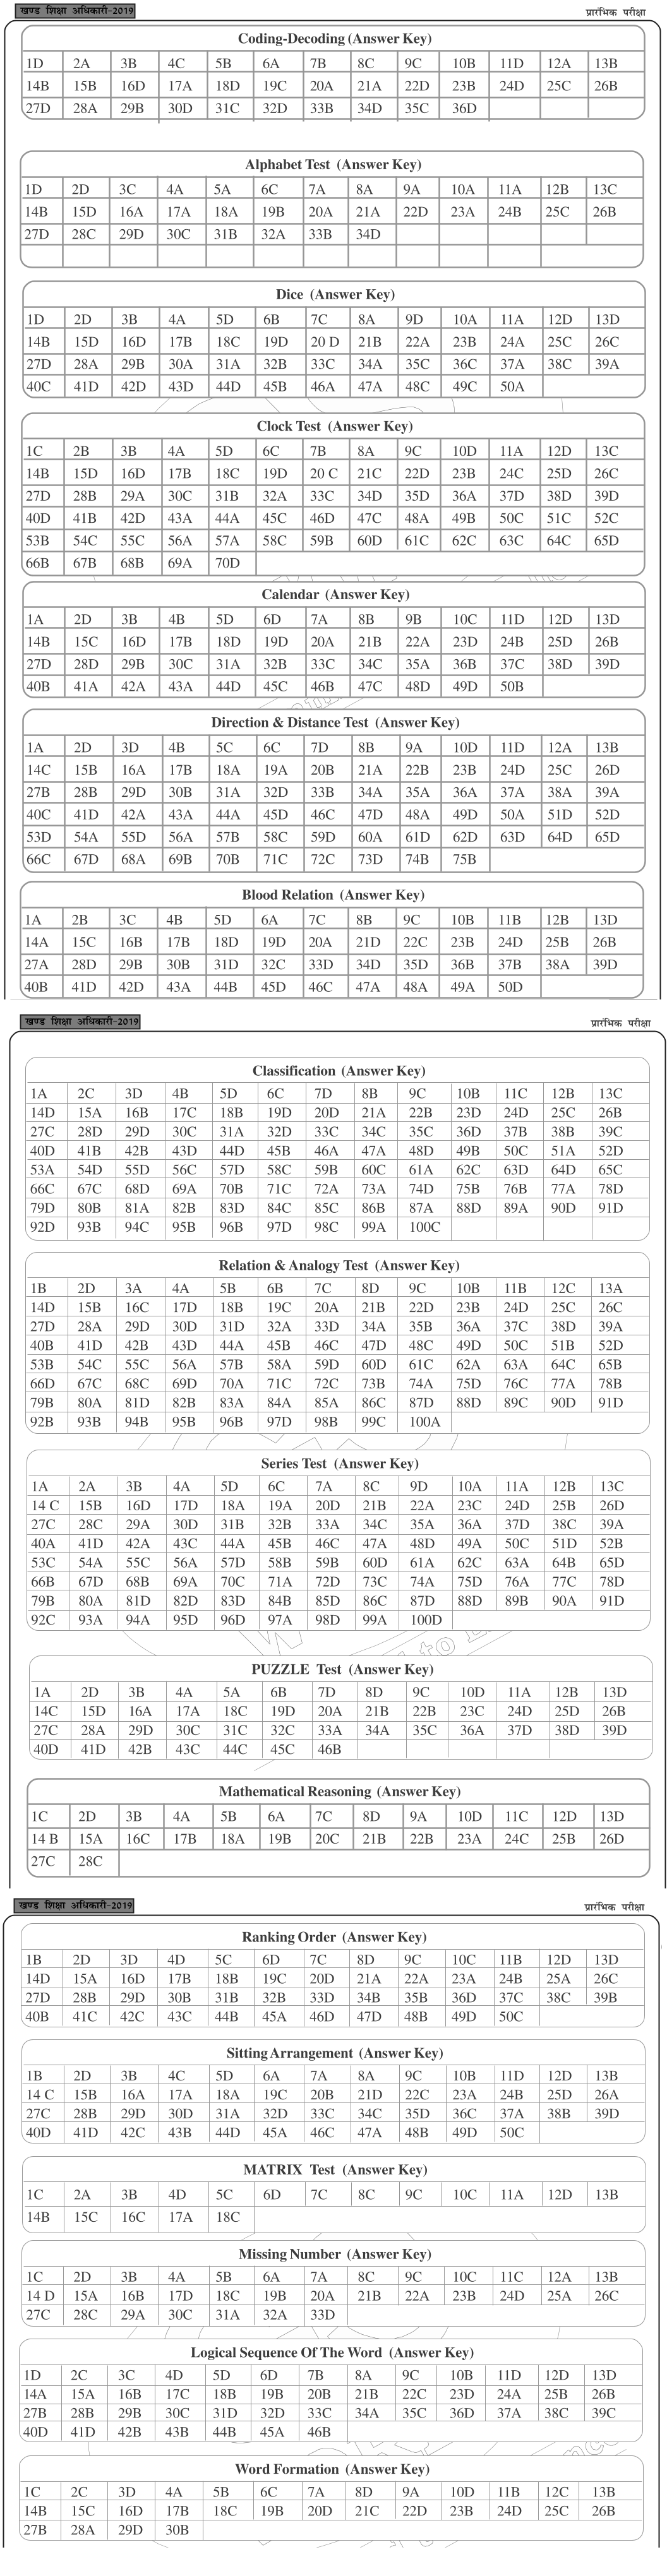 खण्ड शिक्षा अधिकारी-2019 प्रारंभिक परीक्षा
Coding-Decoding (Answer Key)
1D 2A 3B 4C 5B 6A 7B 8C 9C 10B 11D 12A 13B
14B 15B 16D 17A 18D 19C 20A 21A 22D 23B 24D 25C 26B
27D 28A 29B 30D 31C 32D 33B 34D 35C 36D
Alphabet Test (Answer Key)
1D 2D 3C 4A 5A 6C 7A 8A 9A 10A 11A 12B 13C
14B 15D 16A 17A 18A 19B 20A 21A 22D 23A 24B 25C 26B
27D 28C 29D 30C 31B 32A 33B 34D
Dice (Answer Key)
1D 2D 3B 4A 5D 6B 7C 8A 9D 10A 11A 12D 13D
14B 15D 16D 17B 18C 19D 20 D 21B 22A 23B 24A 25C 26C
27D 28A 29B 30A 31A 32B 33C 34A 35C 36C 37A 38C 39A
40C 41D 42D 43D 44D 45B 46A 47A 48C 49C 50A
Clock Test (Answer Key)
1C 2B 3B 4A 5D 6C 7B 8A 9C 10D 11A 12D 13C
14B 15D 16D 17B 18C 19D 20 C 21C 22D 23B 24C 25D 26C
27D 28B 29A 30C 31B 32A 33C 34D 35D 36A 37D 38D 39D
40D 41B 42D 43A 44A 45C 46D 47C 48A 49B 50C 51C 52C
53B 54C 55C 56A 57A 58C 59B 60D 61C 62C 63C 64C 65D
66B 67B 68B 69A 70D
Calendar (Answer Key)
1A 2D 3B 4B 5D 6D 7A 8B 9B 10C 11D 12D 13D
14B 15C 16D 17B 18D 19D 20A 21B 22A 23D 24B 25D 26B
27D 28D 29B 30C 31A 32B 33C 34C 35A 36B 37C 38D 39D
40B 41A 42A 43A 44D 45C 46B 47C 48D 49D 50B
Direction & Distance Test (Answer Key)
1A 2D 3D 4B 5C 6C 7D 8B 9A 10D 11D 12A 13B
14C 15B 16A 17B 18A 19A 20B 21A 22B 23B 24D 25C 26D
27B 28B 29D 30B 31A 32D 33B 34A 35A 36A 37A 38A 39A
40C 41D 42A 43A 44A 45D 46C 47D 48A 49D 50A 51D 52D
53D 54A 55D 56A 57B 58C 59D 60A 61D 62D 63D 64D 65D
66C 67D 68A 69B 70B 71C 72C 73D 74B 75B
Blood Relation (Answer Key)
1A 2B 3C 4B 5D 6A 7C 8B 9C 10B 11B 12B 13D
14A 15C 16B 17B 18D 19D 20A 21D 22C 23B 24D 25B 26B
27A 28D 29B 30B 31D 32C 33D 34D 35D 36B 37B 38A 39D
40B 41D 42D 43A 44B 45D 46C 47A 48A 49A 50D
खण्ड शिक्षा अधिकारी-2019 प्रारंभिक परीक्षा
Classification (Answer Key)
1A 2C 3D 4B 5D 6C 7D 8B 9C 10B 11C 12B 13C
14D 15A 16B 17C 18B 19D 20D 21A 22B 23D 24D 25C 26B
27C 28D 29D 30C 31A 32D 33C 34C 35C 36D 37B 38B 39C
40D 41B 42B 43D 44D 45B 46A 47A 48D 49B 50C 51A 52D
53A 54D 55D 56C 57D 58C 59B 60C 61A 62C 63D 64D 65C
66C 67C 68D 69A 70B 71C 72A 73A 74D 75B 76B 77A 78D
79D 80B 81A 82B 83D 84C 85C 86B 87A 88D 89A 90D 91D
92D 93B 94C 95B 96B 97D 98C 99A 100C
Relation & Analogy Test (Answer Key)
1B 2D 3A 4A 5B 6B 7C 8D 9C 10B 11B 12C 13A
14D 15B 16C 17D 18B 19C 20A 21B 22D 23B 24D 25C 26C
27D 28A 29D 30D 31D 32A 33D 34A 35B 36A 37C 38D 39A
40B 41D 42B 43D 44A 45B 46C 47D 48C 49D 50C 51B 52D
53B 54C 55C 56A 57B 58A 59D 60D 61C 62A 63A 64C 65B
66D 67C 68C 69D 70A 71C 72C 73B 74A 75D 76C 77A 78B
79B 80A 81D 82B 83A 84A 85A 86C 87D 88D 89C 90D 91D
92B 93B 94B 95B 96B 97D 98B 99C 100A
Series Test (Answer Key)
1A 2A 3B 4A 5D 6C 7A 8C 9D 10A 11A 12B 13C
14 C 15B 16D 17D 18A 19A 20D 21B 22A 23C 24D 25B 26D
27C 28C 29A 30D 31B 32B 33A 34C 35A 36A 37D 38C 39A
40A 41D 42A 43C 44A 45B 46C 47A 48D 49A 50C 51D 52B
53C 54A 55C 56A 57D 58B 59B 60D 61A 62C 63A 64B 65D
66B 67D 68B 69A 70C 71A 72D 73C 74A 75D 76A 77C 78D
79B 80A 81D 82D 83D 84B 85D 86C 87D 88D 89B 90A 91D
92C 93A 94A 95D 96D 97A 98D 99A 100D
PUZZLE Test (Answer Key)
1A 2D 3B 4A 5A 6B 7D 8D 9C 10D 11A 12B 13D
14C 15D 16A 17A 18C 19D 20A 21B 22B 23C 24D 25D 26B
27C 28A 29D 30C 31C 32C 33A 34A 35C 36A 37D 38D 39D
40D 41D 42B 43C 44C 45C 46B
Mathematical Reasoning (Answer Key)
1C 2D 3B 4A 5B 6A 7C 8D 9A 10D 11C 12D 13D
14 B 15A 16C 17B 18A 19B 20C 21B 22B 23A 24C 25B 26D
27C 28C
खण्ड शिक्षा अधिकारी-2019 प्रारंभिक परीक्षा
Ranking Order (Answer Key)
1B 2D 3D 4D 5C 6D 7C 8D 9C 10C 11B 12D 13D
14D 15A 16D 17B 18B 19C 20D 21A 22A 23A 24B 25A 26C
27D 28B 29D 30B 31B 32B 33D 34B 35B 36D 37C 38C 39B
40B 41C 42C 43C 44B 45A 46D 47D 48B 49D 50C
Sitting Arrangement (Answer Key)
1B 2D 3B 4C 5D 6A 7A 8A 9C 10B 11D 12D 13B
14 C 15B 16A 17A 18A 19C 20B 21D 22C 23A 24B 25D 26A
27C 28B 29D 30D 31A 32D 33C 34C 35D 36C 37A 38B 39D
40D 41D 42C 43B 44D 45A 46C 47A 48B 49D 50C
MATRIX Test (Answer Key)
1C 2A 3B 4D 5C 6D 7C 8C 9C 10C 11A 12D 13B
14B 15C 16C 17A 18C
Missing Number (Answer Key)
1C 2D 3B 4A 5B 6A 7A 8C 9C 10C 11C 12A 13B
14 D 15A 16B 17D 18C 19B 20A 21B 22A 23B 24D 25A 26C
27C 28C 29A 30C 31A 32A 33D
Logical Sequence Of The Word (Answer Key)
1D 2C 3C 4D 5D 6D 7B 8A 9C 10B 11D 12D 13D
14A 15A 16B 17C 18B 19B 20B 21B 22C 23D 24A 25B 26B
27B 28B 29B 30C 31D 32D 33C 34A 35C 36D 37A 38C 39C
40D 41D 42B 43B 44B 45A 46B
Word Formation (Answer Key)
1C 2C 3D 4A 5B 6C 7A 8D 9A 10D 11B 12C 13B
14B 15C 16D 17B 18C 19B 20D 21C 22D 23B 24D 25C 26B
27B 28A 29D 30B